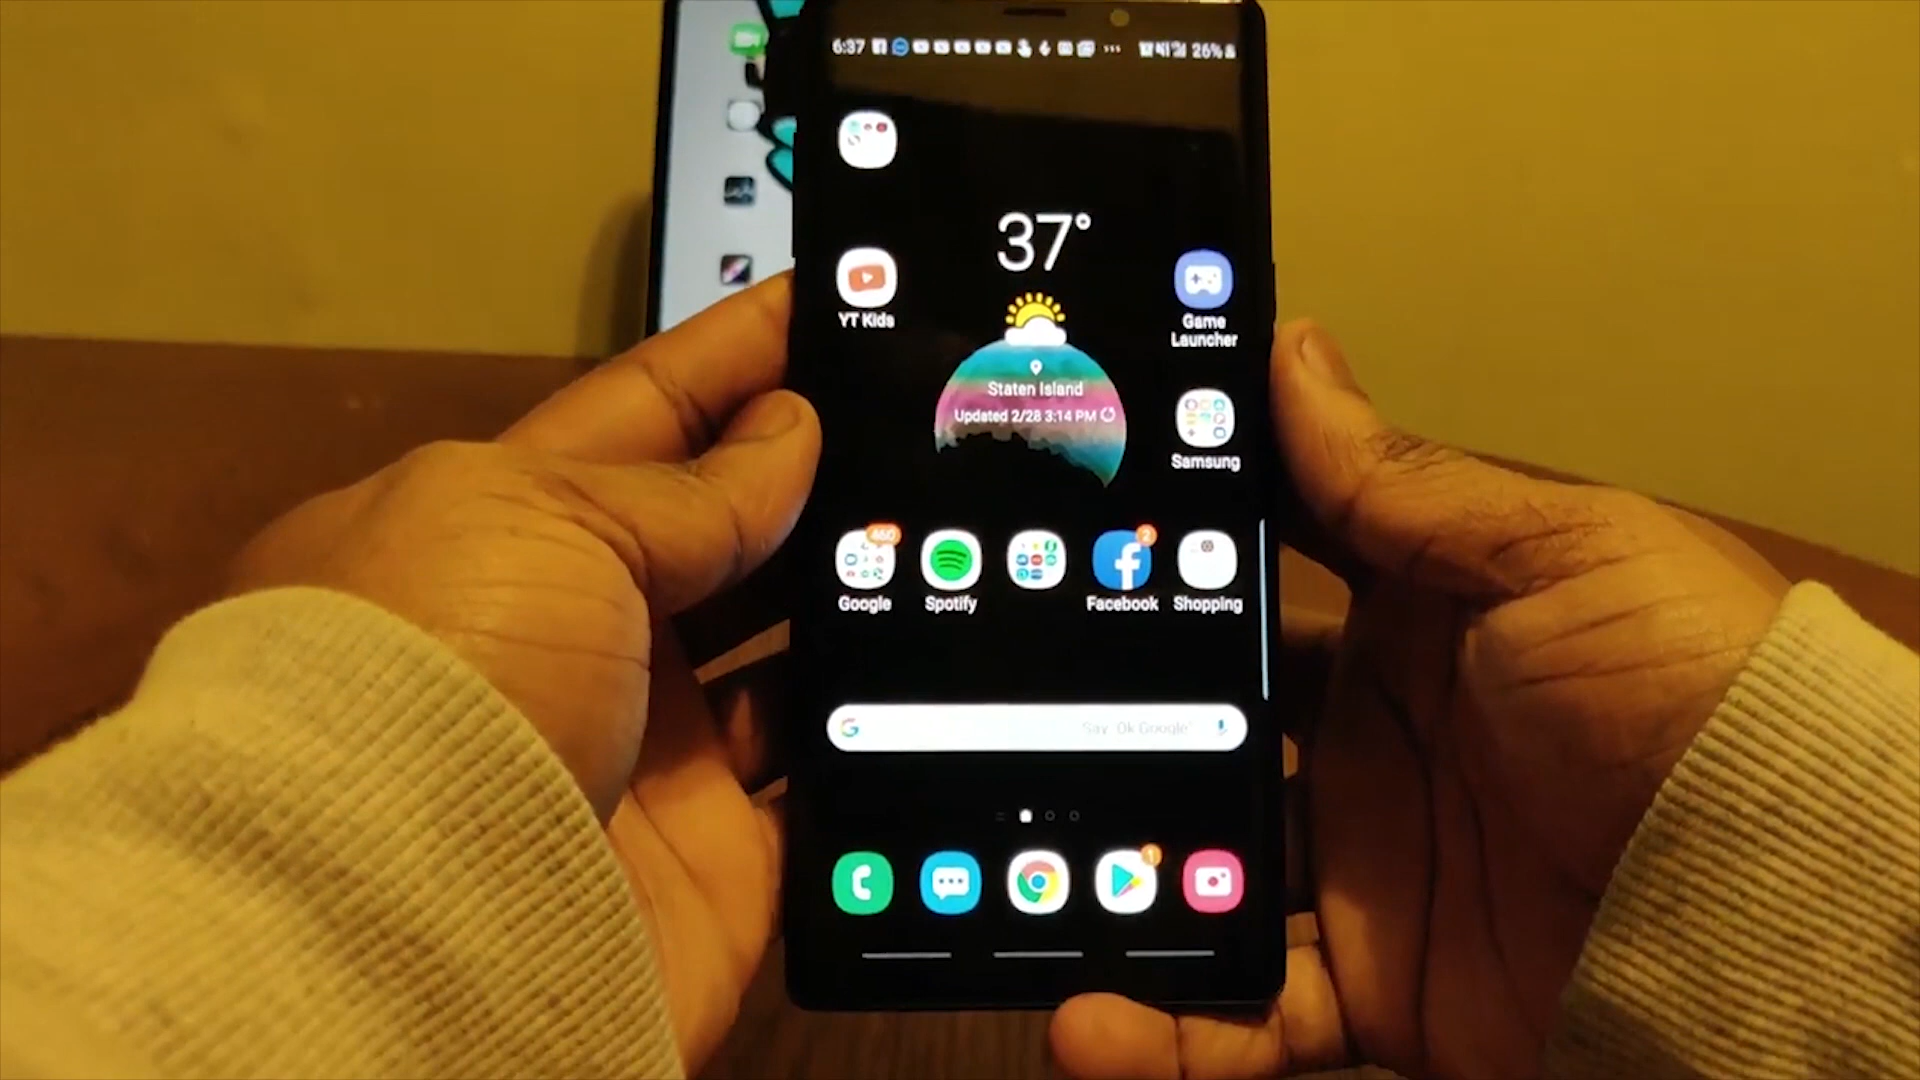 6:37
26%
37°
YT Kids
Game
Launcher
Staten Island
Updated 2/28 3:14 PM
Samsung
460
2
Google
Spotify
Facebook
Shopping
Say "Ok Google"
1